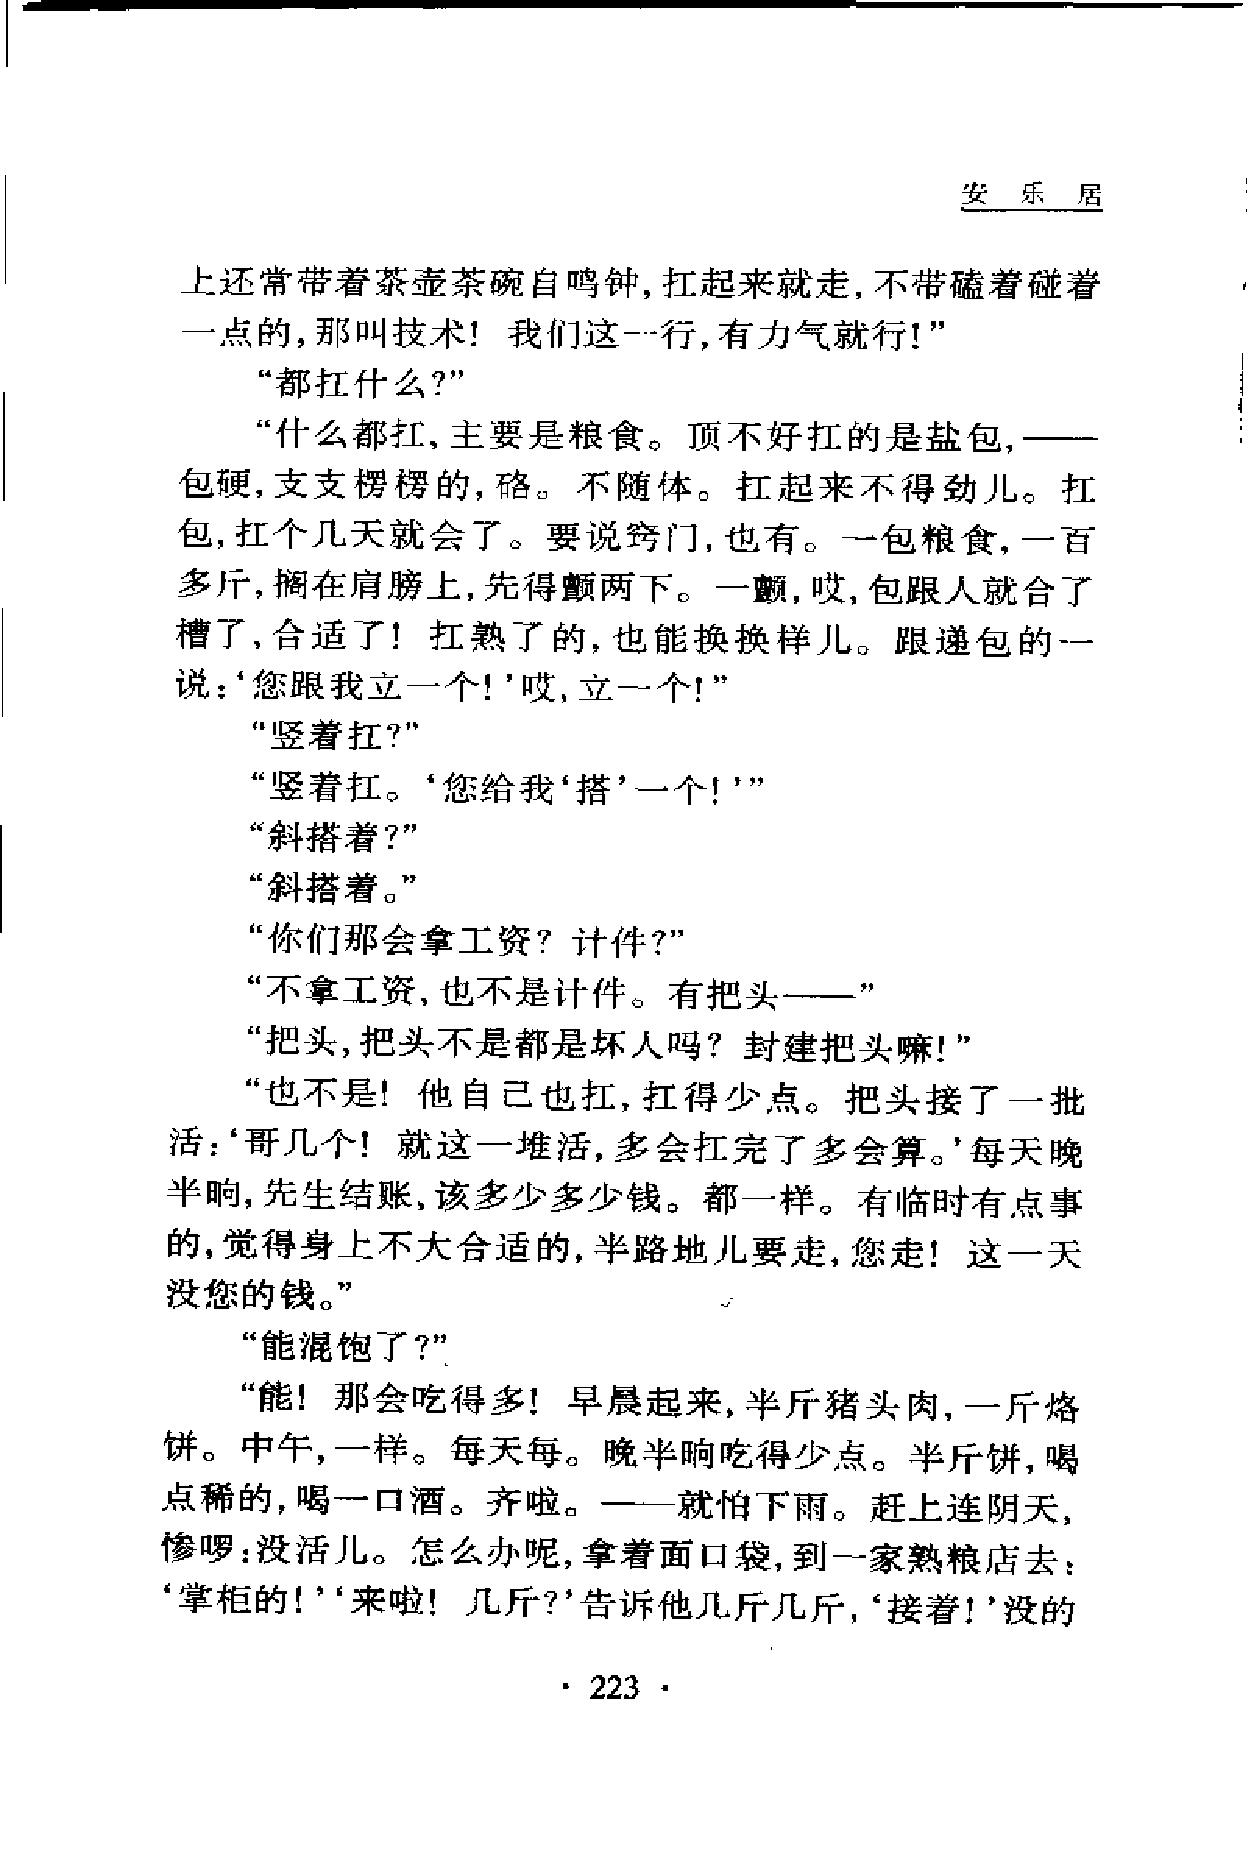 安 乐 居
上还常带着茶壶茶碗自鸣钟，扛起来就走，不带磕着碰着
一点的，那叫技术！我们这一行，有力气就行！”
“都扛什么？”
“什么都扛，主要是粮食。顶不好扛的是盐包，——
包硬，支支楞楞的，硌。不随体。扛起来不得劲儿。扛
包，扛个几天就会了。要说窍门，也有。一包粮食，一百
多斤，搁在肩膀上，先得颤两下。一颤，哎，包跟人就合了
槽了，合适了！扛熟了的，也能换换样儿。跟递包的一
说：‘您跟我立一个！’哎，立一个！”
“竖着扛？”
“竖着扛。‘您给我‘搭’一个！’”
“斜搭着？”
“斜搭着。”
“你们那会拿工资？计件？”
“不拿工资，也不是计件。有把头——”
“把头，把头不是都是坏人吗？封建把头嘛！”
“也不是！他自己也扛，扛得少点。把头接了一批
活：‘哥几个！就这一堆活，多会扛完了多会算。’每天晚
半晌，先生结账，该多少多少钱。都一样。有临时有点事
的，觉得身上不大合适的，半路地儿要走，您走！这一天
没您的钱。”
“能混饱了？”
“能！那会吃得多！早晨起来，半斤猪头肉，一斤烙
饼。中午，一样。每天每。晚半晌吃得少点。半斤饼，喝
点稀的，喝一口酒。齐啦。——就怕下雨。赶上连阴天，
惨啰：没活儿。怎么办呢，拿着面口袋，到一家熟粮店去：
‘掌柜的！’‘来啦！几斤？’告诉他几斤几斤，‘接着！’没的
· 223 ·